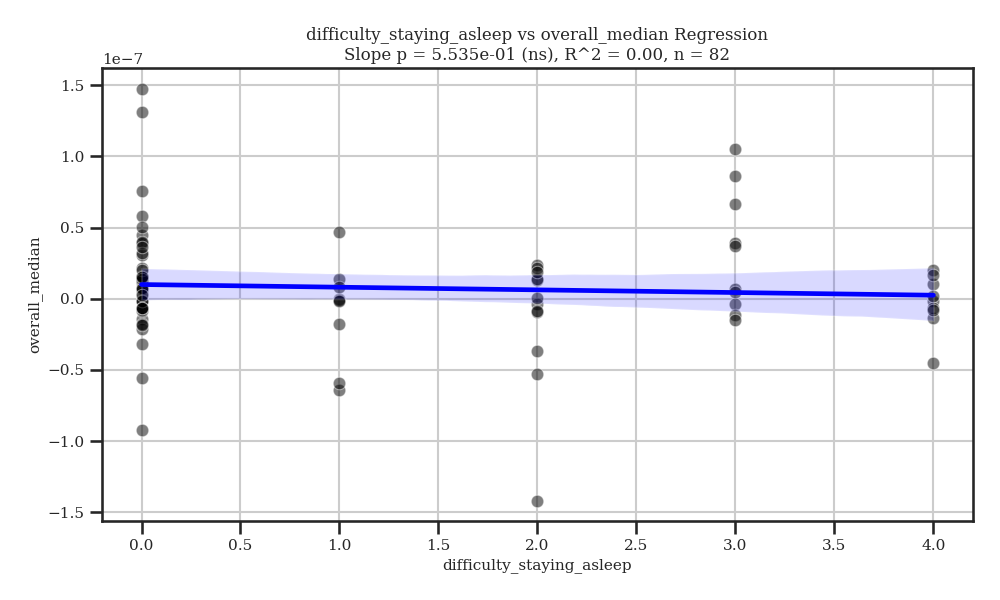 difficulty_staying_asleep vs overall_median Regression
Slope p = 5.535e-01 (ns), R^2 = 0.00, n = 82
1e−7
1.5
1.0
0.5
0.0
−0.5
−1.0
−1.5
overall_median
0.0 0.5 1.0 1.5 2.0 2.5 3.0 3.5 4.0
difficulty_staying_asleep